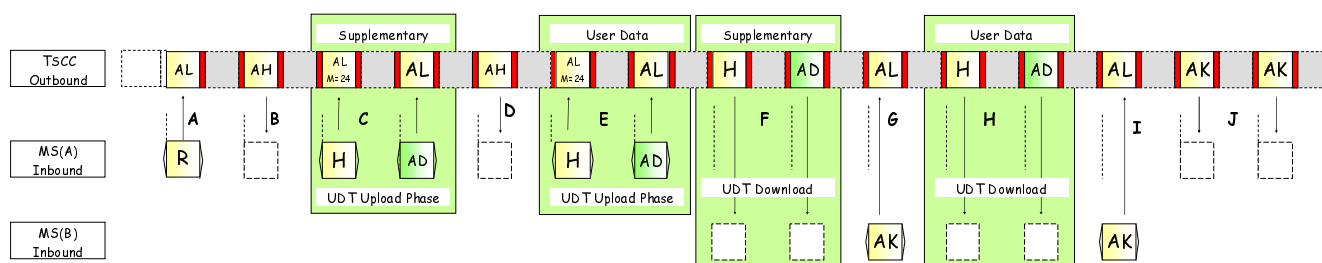 Supplementary
User Data
Supplementary
User Data
TSCC
Outbound
AL
AH
AL
M=24
AL
AH
AL
M=24
AL
H
AD
AL
H
AD
AL
AK
AK
A
B
C
D
E
F
G
H
I
J
MS(A)
Inbound
R
H
AD
H
AD
UDT Upload Phase
UDT Upload Phase
UDT Download
UDT Download
MS(B)
Inbound
AK
AK